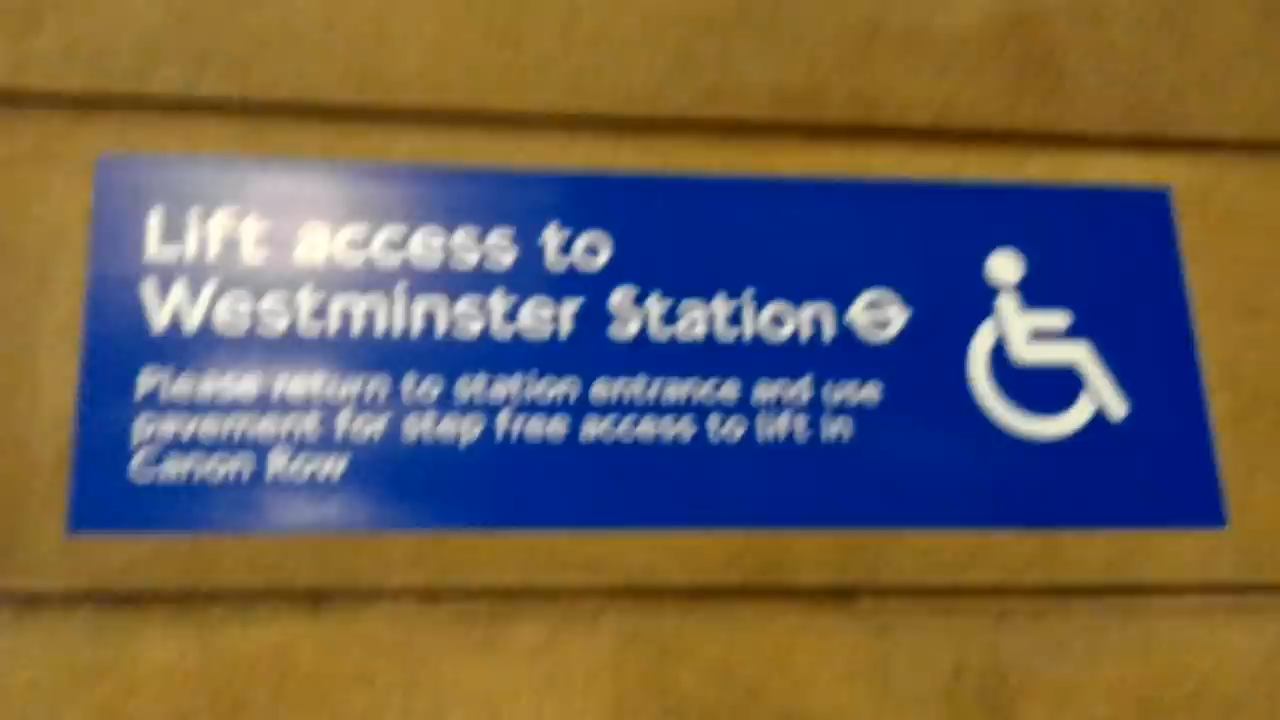 Lift access to
Westminster Station
Please return to station entrance and use
pavement for step free access to lift in
Canon Row